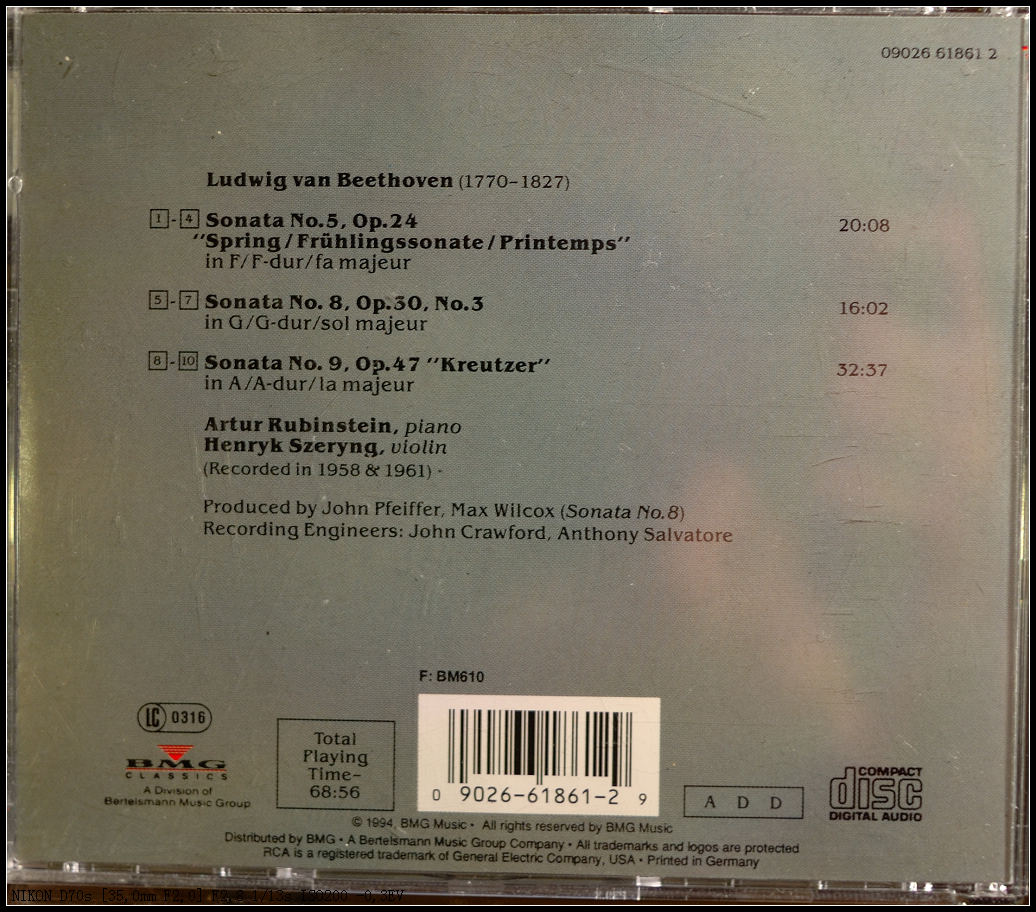 09026 61861 2
Ludwig van Beethoven (1770–1827)
1 - 4 Sonata No.5, Op.24 20:08
"Spring/Frühlingssonate/Printemps"
in F/F-dur/fa majeur
5 - 7 Sonata No. 8, Op.30, No.3 16:02
in G/G-dur/sol majeur
8 - 10 Sonata No. 9, Op.47 "Kreutzer" 32:37
in A/A-dur/la majeur
Artur Rubinstein, piano
Henryk Szeryng, violin
(Recorded in 1958 & 1961)
Produced by John Pfeiffer, Max Wilcox (Sonata No.8)
Recording Engineers: John Crawford, Anthony Salvatore
F: BM610
LC 0316
BMG
CLASSICS
A Division of
Bertelsmann Music Group
Total
Playing
Time–
68:56
0 9026-61861-2 9
A D D
COMPACT
disc
DIGITAL AUDIO
© 1994, BMG Music • All rights reserved by BMG Music
Distributed by BMG • A Bertelsmann Music Group Company • All trademarks and logos are protected
RCA is a registered trademark of General Electric Company, USA • Printed in Germany
NIKON D70s [35,0mm F2,0]